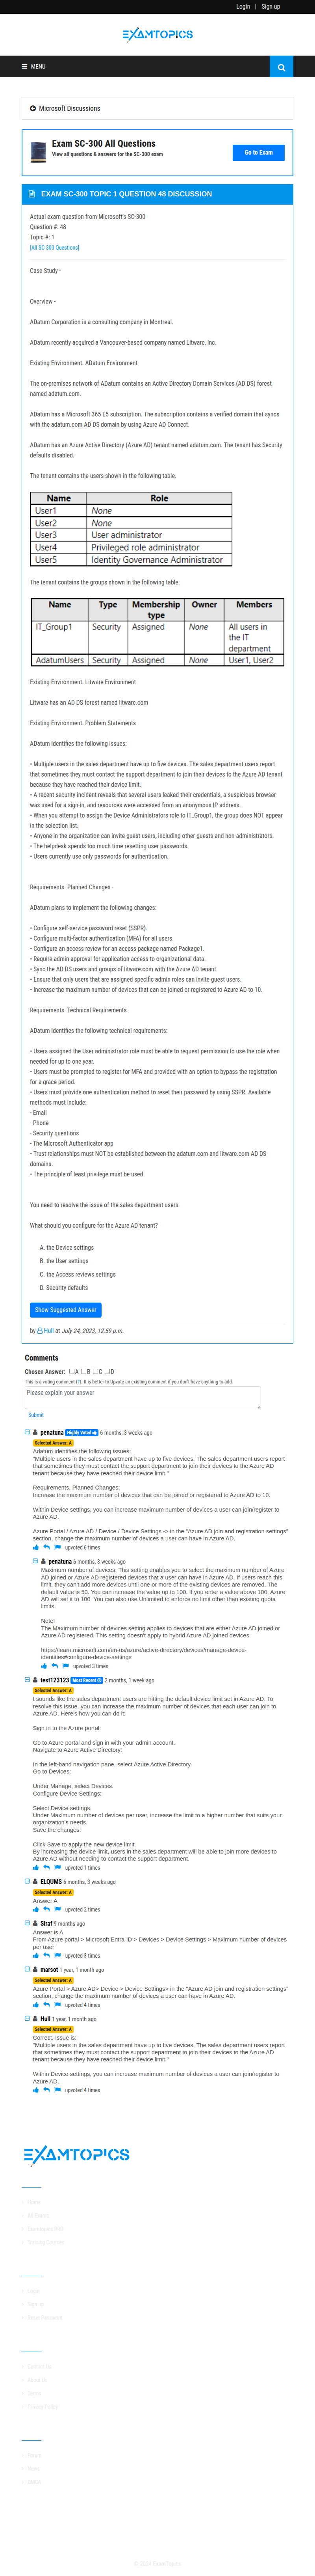 Login | Sign up
EXAMTOPICS
MENU
Microsoft Discussions
Exam SC-300 All Questions
View all questions & answers for the SC-300 exam
Go to Exam
EXAM SC-300 TOPIC 1 QUESTION 48 DISCUSSION
Actual exam question from Microsoft's SC-300
Question #: 48
Topic #: 1
[All SC-300 Questions]
Case Study -
Overview -
ADatum Corporation is a consulting company in Montreal.
ADatum recently acquired a Vancouver-based company named Litware, Inc.
Existing Environment. ADatum Environment
The on-premises network of ADatum contains an Active Directory Domain Services (AD DS) forest
named adatum.com.
ADatum has a Microsoft 365 E5 subscription. The subscription contains a verified domain that syncs
with the adatum.com AD DS domain by using Azure AD Connect.
ADatum has an Azure Active Directory (Azure AD) tenant named adatum.com. The tenant has Security
defaults disabled.
The tenant contains the users shown in the following table.
Name Role
User1 None
User2 None
User3 User administrator
User4 Privileged role administrator
User5 Identity Governance Administrator
The tenant contains the groups shown in the following table.
Name Type Membership type Owner Members
IT_Group1 Security Assigned None All users in the IT department
AdatumUsers Security Assigned None User1, User2
Existing Environment. Litware Environment
Litware has an AD DS forest named litware.com
Existing Environment. Problem Statements
ADatum identifies the following issues:
• Multiple users in the sales department have up to five devices. The sales department users report
that sometimes they must contact the support department to join their devices to the Azure AD tenant
because they have reached their device limit.
• A recent security incident reveals that several users leaked their credentials, a suspicious browser
was used for a sign-in, and resources were accessed from an anonymous IP address.
• When you attempt to assign the Device Administrators role to IT_Group1, the group does NOT appear
in the selection list.
• Anyone in the organization can invite guest users, including other guests and non-administrators.
• The helpdesk spends too much time resetting user passwords.
• Users currently use only passwords for authentication.
Requirements. Planned Changes -
ADatum plans to implement the following changes:
• Configure self-service password reset (SSPR).
• Configure multi-factor authentication (MFA) for all users.
• Configure an access review for an access package named Package1.
• Require admin approval for application access to organizational data.
• Sync the AD DS users and groups of litware.com with the Azure AD tenant.
• Ensure that only users that are assigned specific admin roles can invite guest users.
• Increase the maximum number of devices that can be joined or registered to Azure AD to 10.
Requirements. Technical Requirements
ADatum identifies the following technical requirements:
• Users assigned the User administrator role must be able to request permission to use the role when
needed for up to one year.
• Users must be prompted to register for MFA and provided with an option to bypass the registration
for a grace period.
• Users must provide one authentication method to reset their password by using SSPR. Available
methods must include:
- Email
- Phone
- Security questions
- The Microsoft Authenticator app
• Trust relationships must NOT be established between the adatum.com and litware.com AD DS
domains.
• The principle of least privilege must be used.
You need to resolve the issue of the sales department users.
What should you configure for the Azure AD tenant?
A. the Device settings
B. the User settings
C. the Access reviews settings
D. Security defaults
Show Suggested Answer
by Hull at July 24, 2023, 12:59 p.m.
Comments
Chosen Answer: A B C D
This is a voting comment (?). It is better to Upvote an existing comment if you don't have anything to add.
Please explain your answer
Submit
penatuna Highly Voted 6 months, 3 weeks ago
Selected Answer: A
Adatum identifies the following issues:
"Multiple users in the sales department have up to five devices. The sales department users report
that sometimes they must contact the support department to join their devices to the Azure AD
tenant because they have reached their device limit."
Requirements. Planned Changes:
Increase the maximum number of devices that can be joined or registered to Azure AD to 10.
Within Device settings, you can increase maximum number of devices a user can join/register to
Azure AD.
Azure Portal / Azure AD / Device / Device Settings -> in the "Azure AD join and registration settings"
section, change the maximum number of devices a user can have in Azure AD.
upvoted 6 times
penatuna 6 months, 3 weeks ago
Maximum number of devices: This setting enables you to select the maximum number of Azure
AD joined or Azure AD registered devices that a user can have in Azure AD. If users reach this
limit, they can't add more devices until one or more of the existing devices are removed. The
default value is 50. You can increase the value up to 100. If you enter a value above 100, Azure
AD will set it to 100. You can also use Unlimited to enforce no limit other than existing quota
limits.
Note!
The Maximum number of devices setting applies to devices that are either Azure AD joined or
Azure AD registered. This setting doesn't apply to hybrid Azure AD joined devices.
https://learn.microsoft.com/en-us/azure/active-directory/devices/manage-device-
identities#configure-device-settings
upvoted 3 times
test123123 Most Recent 2 months, 1 week ago
Selected Answer: A
t sounds like the sales department users are hitting the default device limit set in Azure AD. To
resolve this issue, you can increase the maximum number of devices that users can join to Azure
AD. Here's how you can do it:
Sign in to the Azure portal:
Go to Azure portal and sign in with your admin account.
Navigate to Azure Active Directory:
In the left-hand navigation pane, select Azure Active Directory.
Go to Devices:
Under Manage, select Devices.
Configure Device Settings:
Select Device settings.
Under Maximum number of devices per user, increase the limit to a higher number that suits your
organization's needs.
Save the changes:
Click Save to apply the new device limit.
By increasing the device limit, users in the sales department will be able to join more devices to
Azure AD without needing to contact the support department.
upvoted 1 times
ELQUMS 6 months, 3 weeks ago
Selected Answer: A
Answer A
upvoted 2 times
Siraf 9 months ago
Answer is A
From Azure portal > Microsoft Entra ID > Devices > Device Settings > Maximum number of devices
per user
upvoted 3 times
marsot 1 year, 1 month ago
Selected Answer: A
Azure Portal > Azure AD> Device > Device Settings> in the "Azure AD join and registration settings"
section, change the maximum number of devices a user can have in Azure AD.
upvoted 4 times
Hull 1 year, 1 month ago
Selected Answer: A
Correct. Issue is:
"Multiple users in the sales department have up to five devices. The sales department users report
that sometimes they must contact the support department to join their devices to the Azure AD
tenant because they have reached their device limit."
Within Device settings, you can increase maximum number of devices a user can join/register to
Azure AD.
upvoted 4 times
EXAMTOPICS